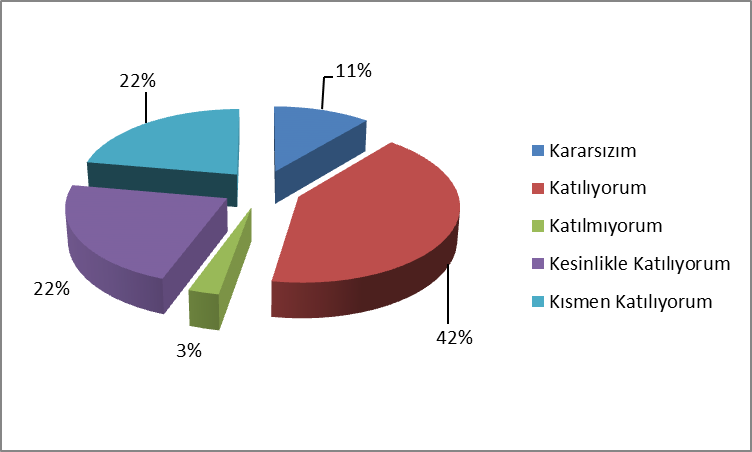 11%
22%
Kararsızım
Katılıyorum
Katılmıyorum
Kesinlikle Katılıyorum
Kısmen Katılıyorum
22%
42%
3%